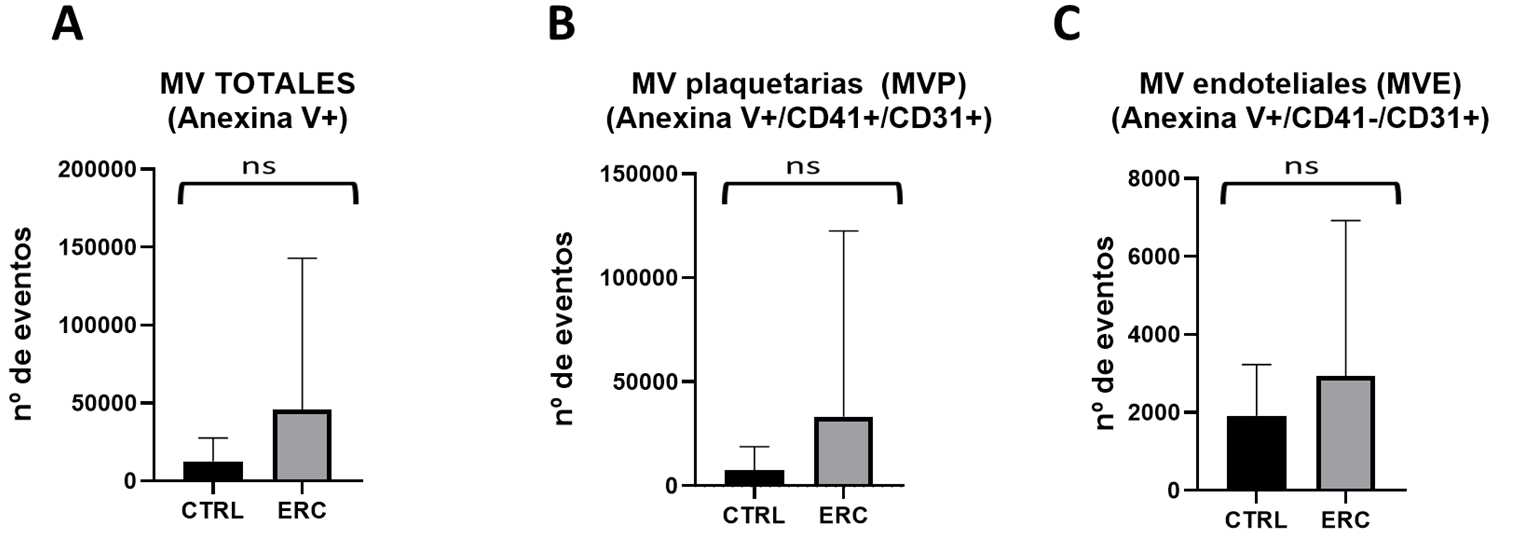 A
MV TOTALES
(Anexina V+)
ns
nº de eventos
200000
150000
100000
50000
0
CTRL
ERC
B
MV plaquetarias (MVP)
(Anexina V+/CD41+/CD31+)
ns
nº de eventos
150000
100000
50000
0
CTRL
ERC
C
MV endoteliales (MVE)
(Anexina V+/CD41-/CD31+)
ns
nº de eventos
8000
6000
4000
2000
0
CTRL
ERC